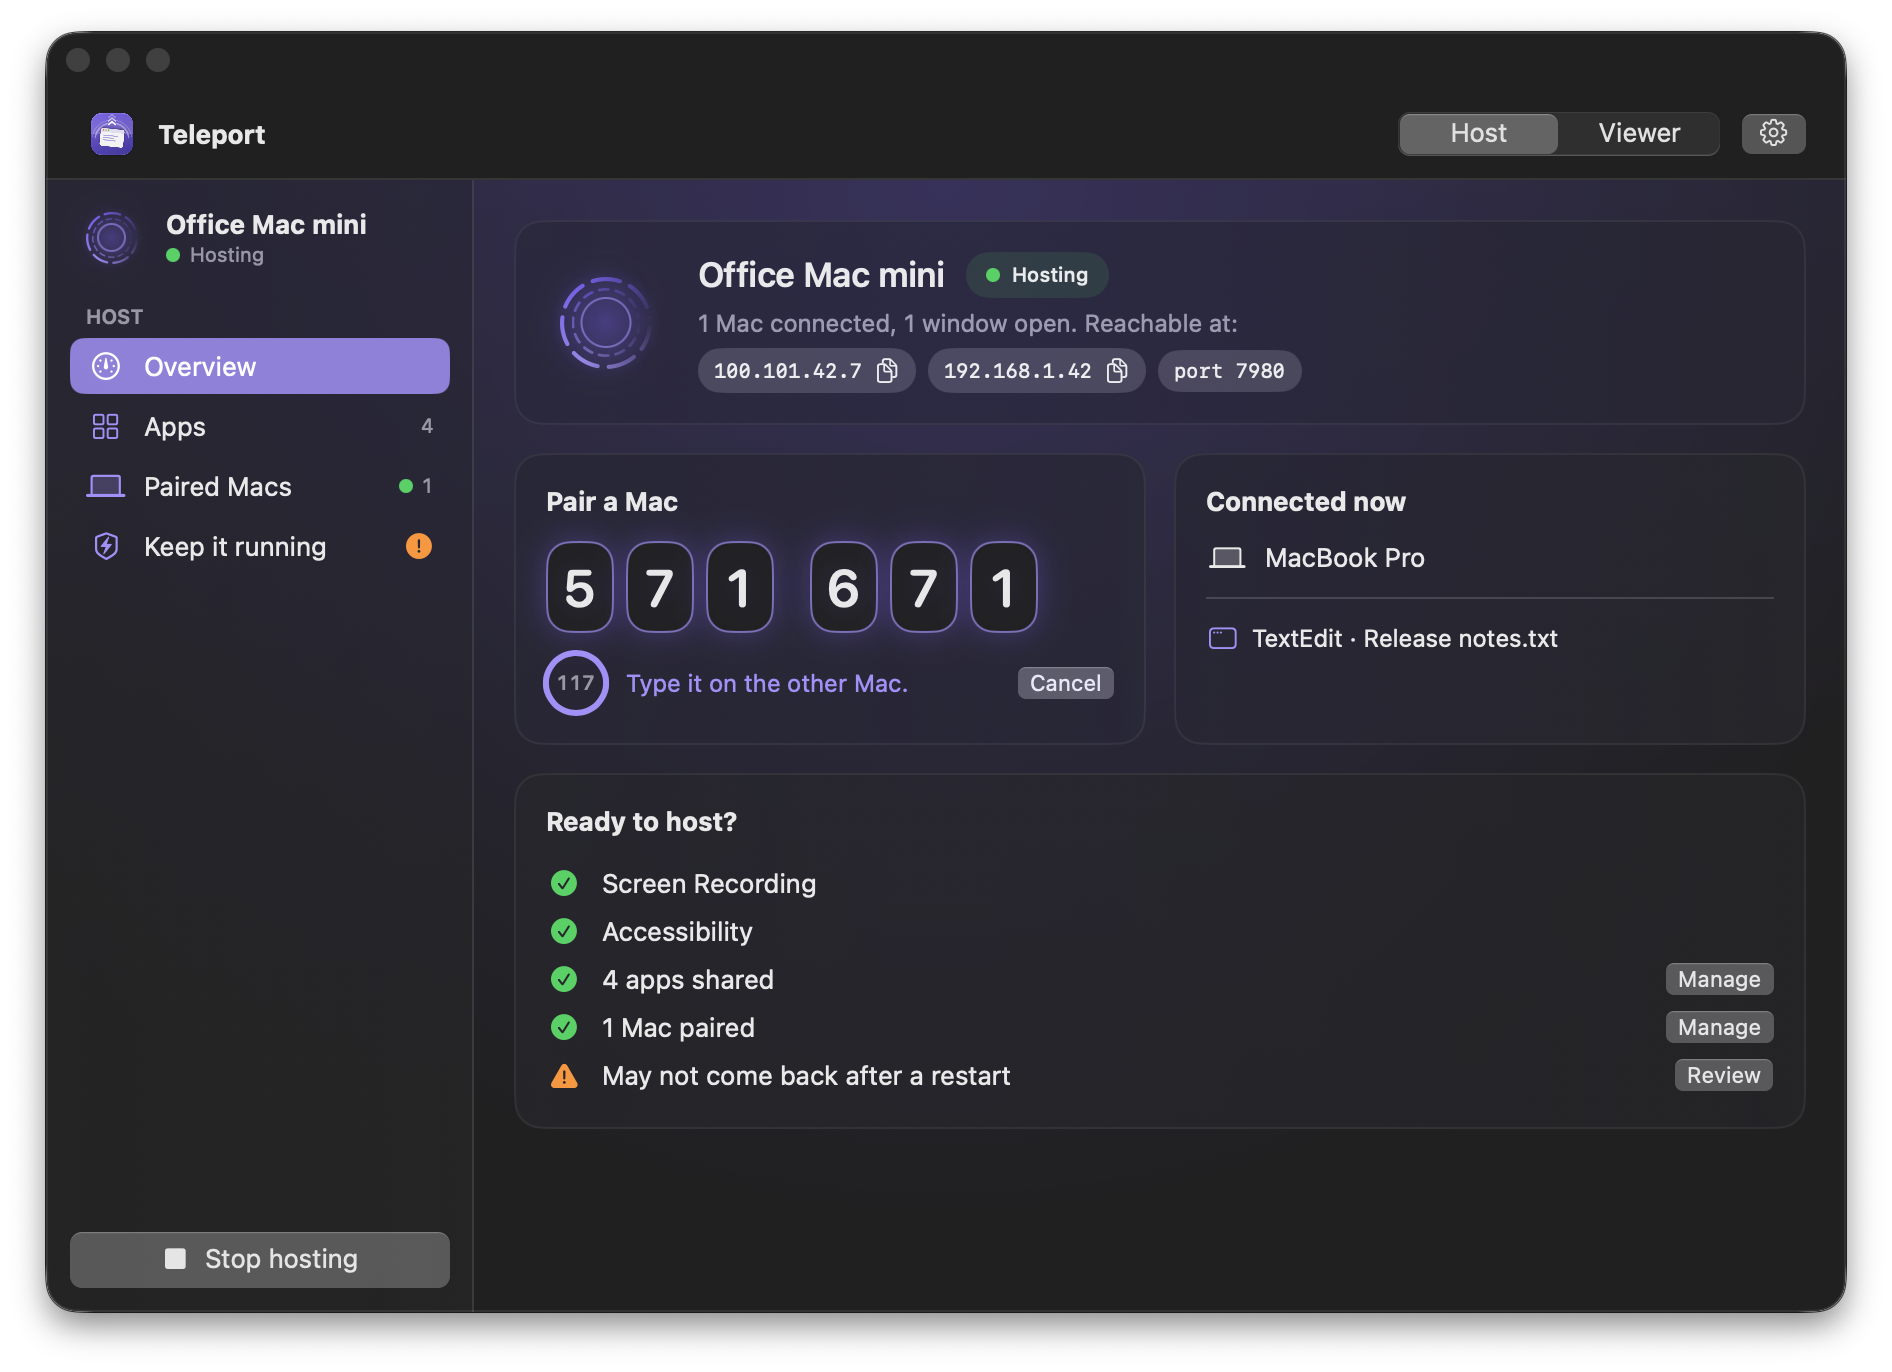 Teleport
Host
Viewer
Office Mac mini
Hosting
HOST
Overview
Apps
4
Paired Macs
1
Keep it running
Stop hosting
Office Mac mini
Hosting
1 Mac connected, 1 window open. Reachable at:
100.101.42.7
192.168.1.42
port 7980
Pair a Mac
5 7 1 6 7 1
117
Type it on the other Mac.
Cancel
Connected now
MacBook Pro
TextEdit · Release notes.txt
Ready to host?
Screen Recording
Accessibility
4 apps shared
Manage
1 Mac paired
Manage
May not come back after a restart
Review